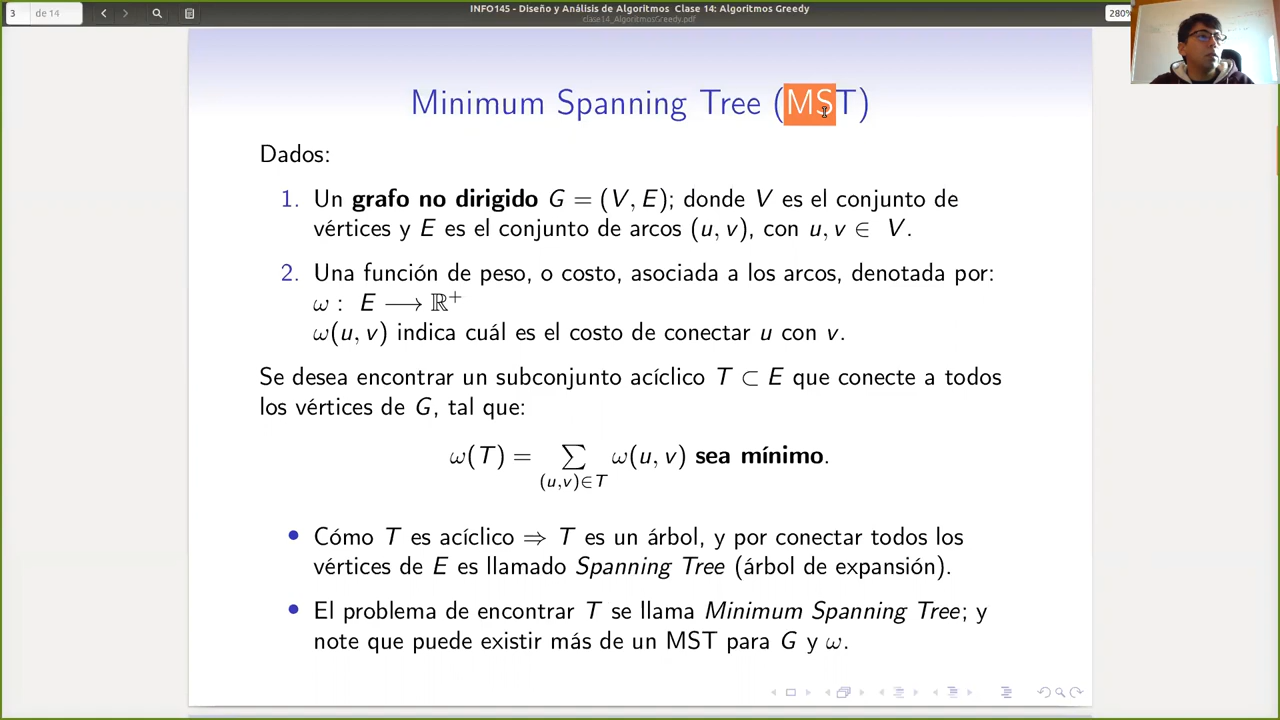 3 de 14
INFO145 - Diseño y Análisis de Algoritmos Clase 14: Algoritmos Greedy
clase14_AlgoritmosGreedy.pdf
280%
Minimum Spanning Tree (MST)
Dados:
1. Un grafo no dirigido G = (V, E); donde V es el conjunto de
vértices y E es el conjunto de arcos (u, v), con u, v ∈ V.
2. Una función de peso, o costo, asociada a los arcos, denotada por:
ω : E ⟶ ℝ⁺
ω(u, v) indica cuál es el costo de conectar u con v.
Se desea encontrar un subconjunto acíclico T ⊂ E que conecte a todos
los vértices de G, tal que:
ω(T) = ∑ ω(u, v) sea mínimo.
(u,v)∈T
• Cómo T es acíclico ⇒ T es un árbol, y por conectar todos los
vértices de E es llamado Spanning Tree (árbol de expansión).
• El problema de encontrar T se llama Minimum Spanning Tree; y
note que puede existir más de un MST para G y ω.